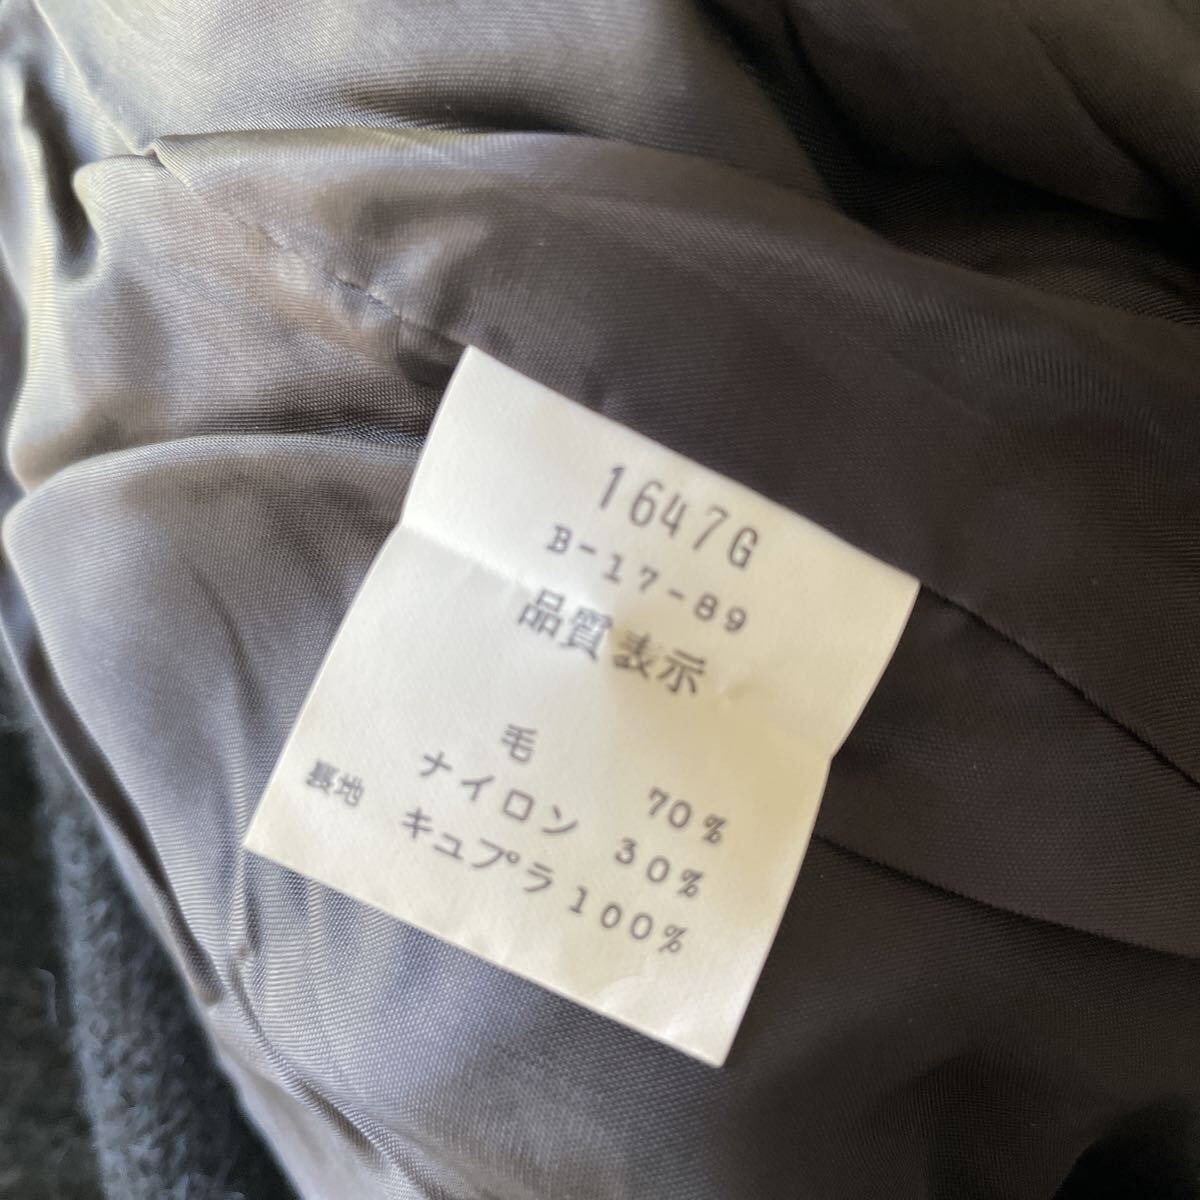 1647G
B-17-89
品質表示
毛 70%
ナイロン 30%
裏地 キュプラ100%